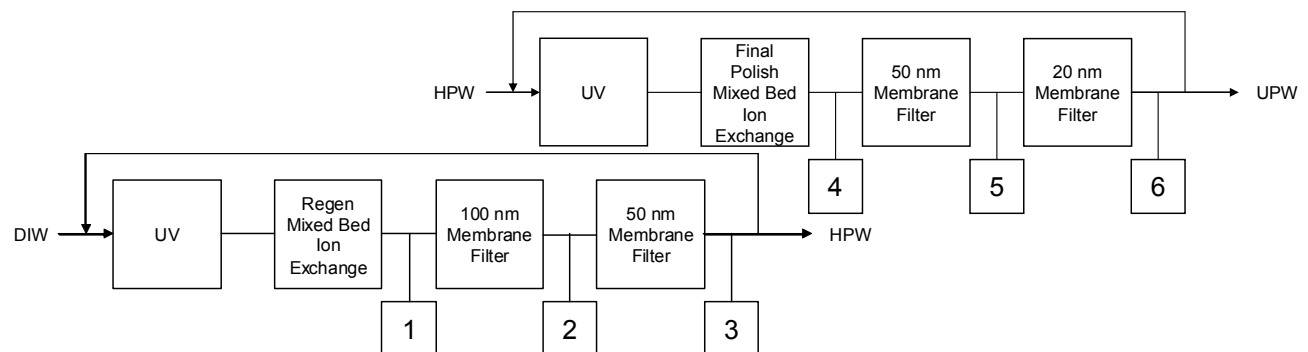 HPW
UV
Final
Polish
Mixed Bed
Ion
Exchange
50 nm
Membrane
Filter
20 nm
Membrane
Filter
UPW
4
5
6
DIW
UV
Regen
Mixed Bed
Ion
Exchange
100 nm
Membrane
Filter
50 nm
Membrane
Filter
HPW
1
2
3